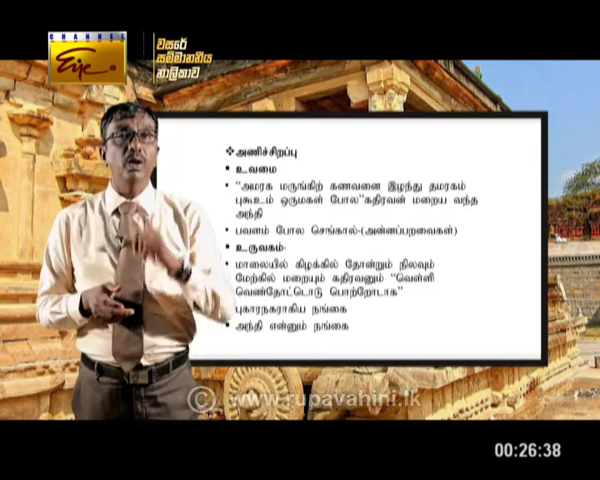 CHANNEL
Eye
විසරේ
සම්මානනීය
නාලිකාව
❖அணிச்சிறப்பு
▪ உவமை
• "அமரக மருங்கிற் கணவனை இழந்து தமரகம்
புகூஉம் ஒருமகள் போல"கதிரவன் மறைய வந்த
அந்தி
• பவளம் போல செங்கால்-(அன்னப்பறவைகள்)
▪ உருவகம்-
• மாலையில் கிழக்கில் தோன்றும் நிலவும்
மேற்கில் மறையும் கதிரவனும் "வெள்ளி
வெண்தோட்டொடு பொற்றோடாக"
புகாரநகராகிய நங்கை
• அந்தி என்னும் நங்கை
© www.rupavahini.lk
00:26:38